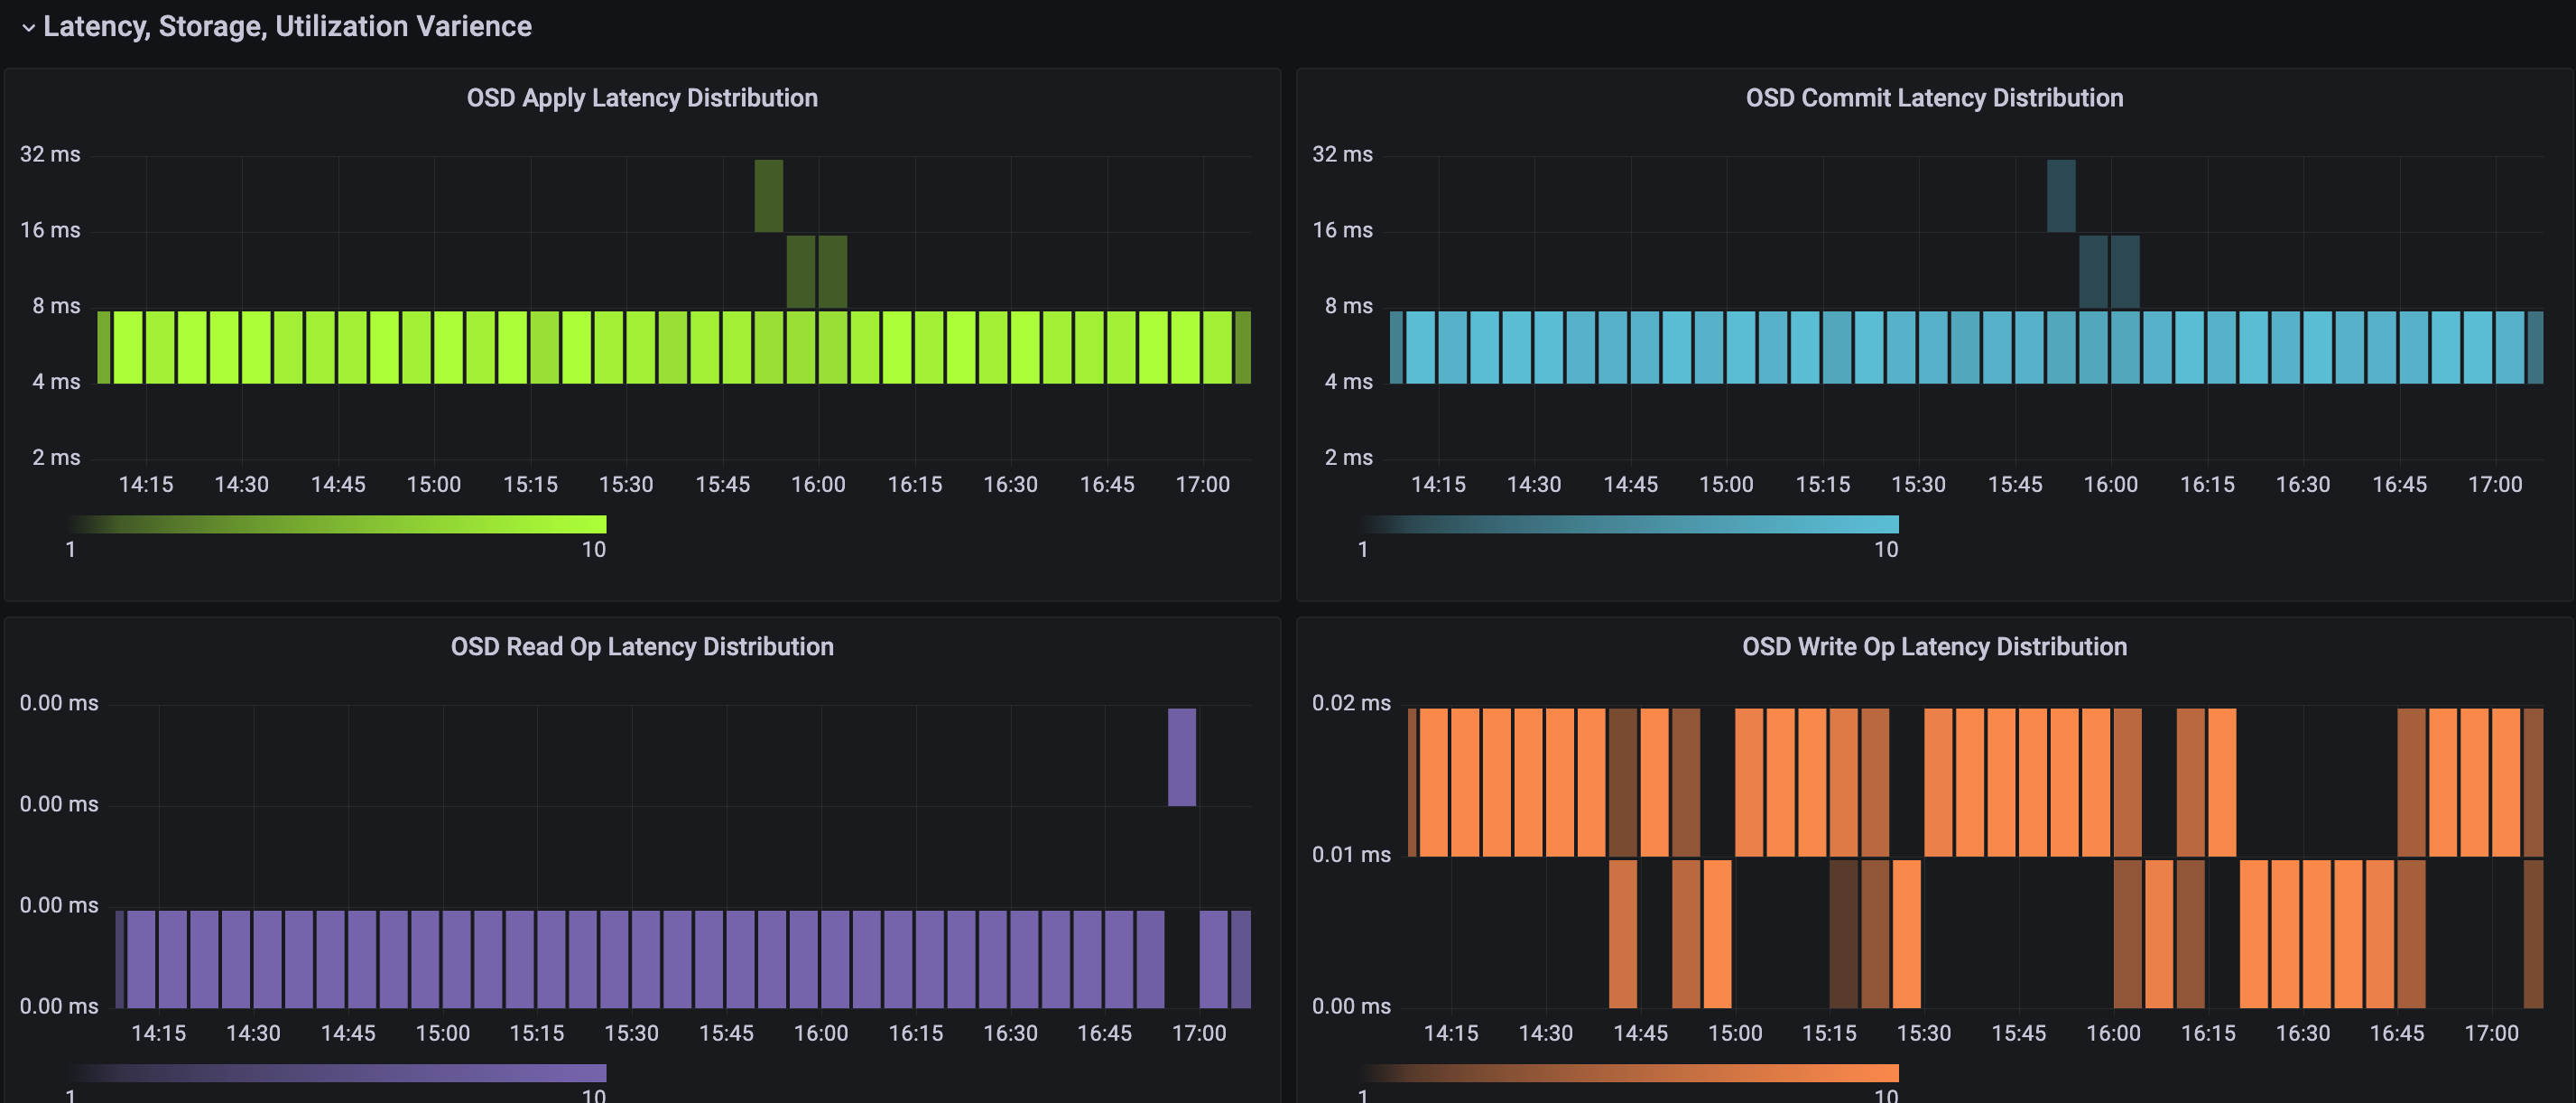 Latency, Storage, Utilization Varience
OSD Apply Latency Distribution
32 ms
16 ms
8 ms
4 ms
2 ms
14:15 14:30 14:45 15:00 15:15 15:30 15:45 16:00 16:15 16:30 16:45 17:00
1 10
OSD Commit Latency Distribution
32 ms
16 ms
8 ms
4 ms
2 ms
14:15 14:30 14:45 15:00 15:15 15:30 15:45 16:00 16:15 16:30 16:45 17:00
1 10
OSD Read Op Latency Distribution
0.00 ms
0.00 ms
0.00 ms
0.00 ms
14:15 14:30 14:45 15:00 15:15 15:30 15:45 16:00 16:15 16:30 16:45 17:00
1 10
OSD Write Op Latency Distribution
0.02 ms
0.01 ms
0.00 ms
14:15 14:30 14:45 15:00 15:15 15:30 15:45 16:00 16:15 16:30 16:45 17:00
1 10